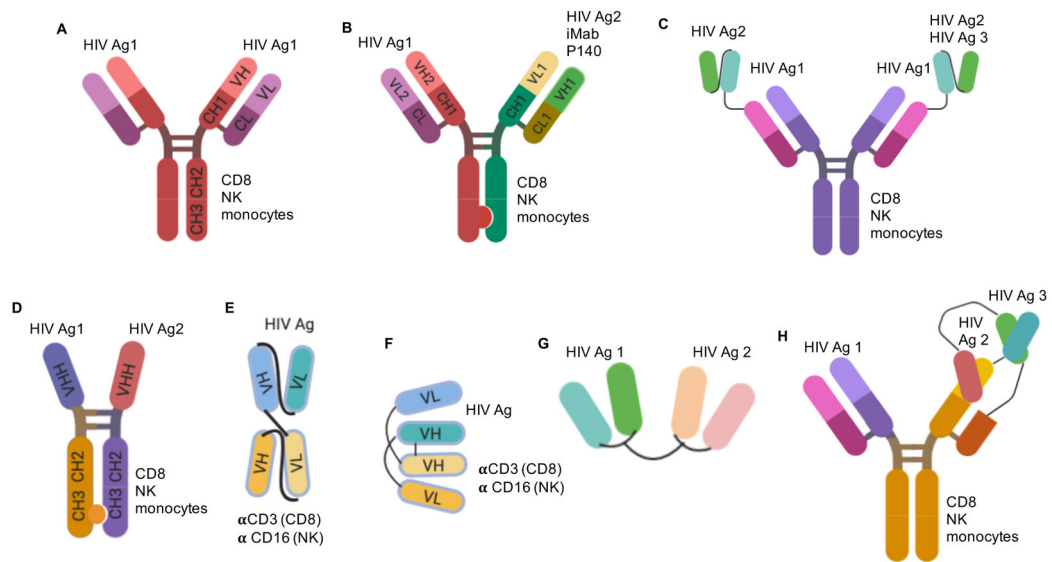 A
HIV Ag1
HIV Ag1
VH
CH1
VL
CL
CH3 CH2
CD8
NK
monocytes
B
HIV Ag1
HIV Ag2
iMab
P140
VH2
CH1
VL2
CL
VL1
CH1
VH1
CL1
CD8
NK
monocytes
C
HIV Ag2
HIV Ag1
HIV Ag2
HIV Ag 3
HIV Ag1
CD8
NK
monocytes
D
HIV Ag1
HIV Ag2
VHH
VHH
CH3 CH2
CH3 CH2
CD8
NK
monocytes
E
HIV Ag
VH
VL
VH
VL
αCD3 (CD8)
α CD16 (NK)
F
VL
HIV Ag
VH
VH
VL
αCD3 (CD8)
α CD16 (NK)
G
HIV Ag 1
HIV Ag 2
H
HIV Ag 1
HIV
Ag 2
HIV Ag 3
CD8
NK
monocytes